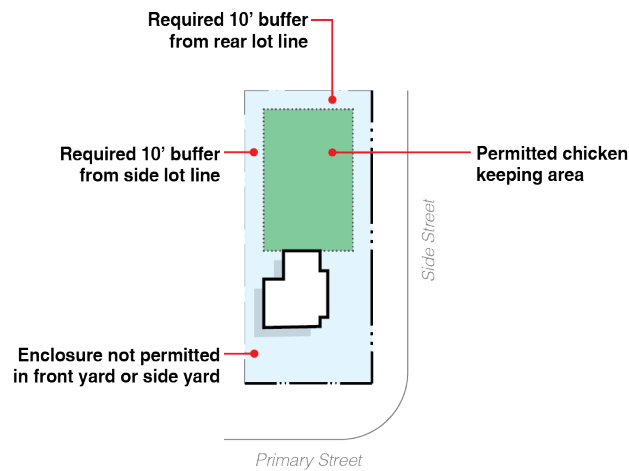 Required 10’ buffer
from rear lot line
Required 10’ buffer
from side lot line
Permitted chicken
keeping area
Side Street
Enclosure not permitted
in front yard or side yard
Primary Street